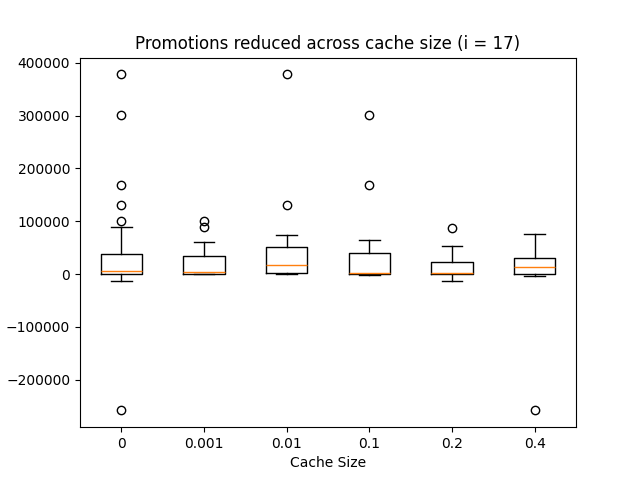 Promotions reduced across cache size (i = 17)
400000
300000
200000
100000
0
−100000
−200000
0 0.001 0.01 0.1 0.2 0.4
Cache Size